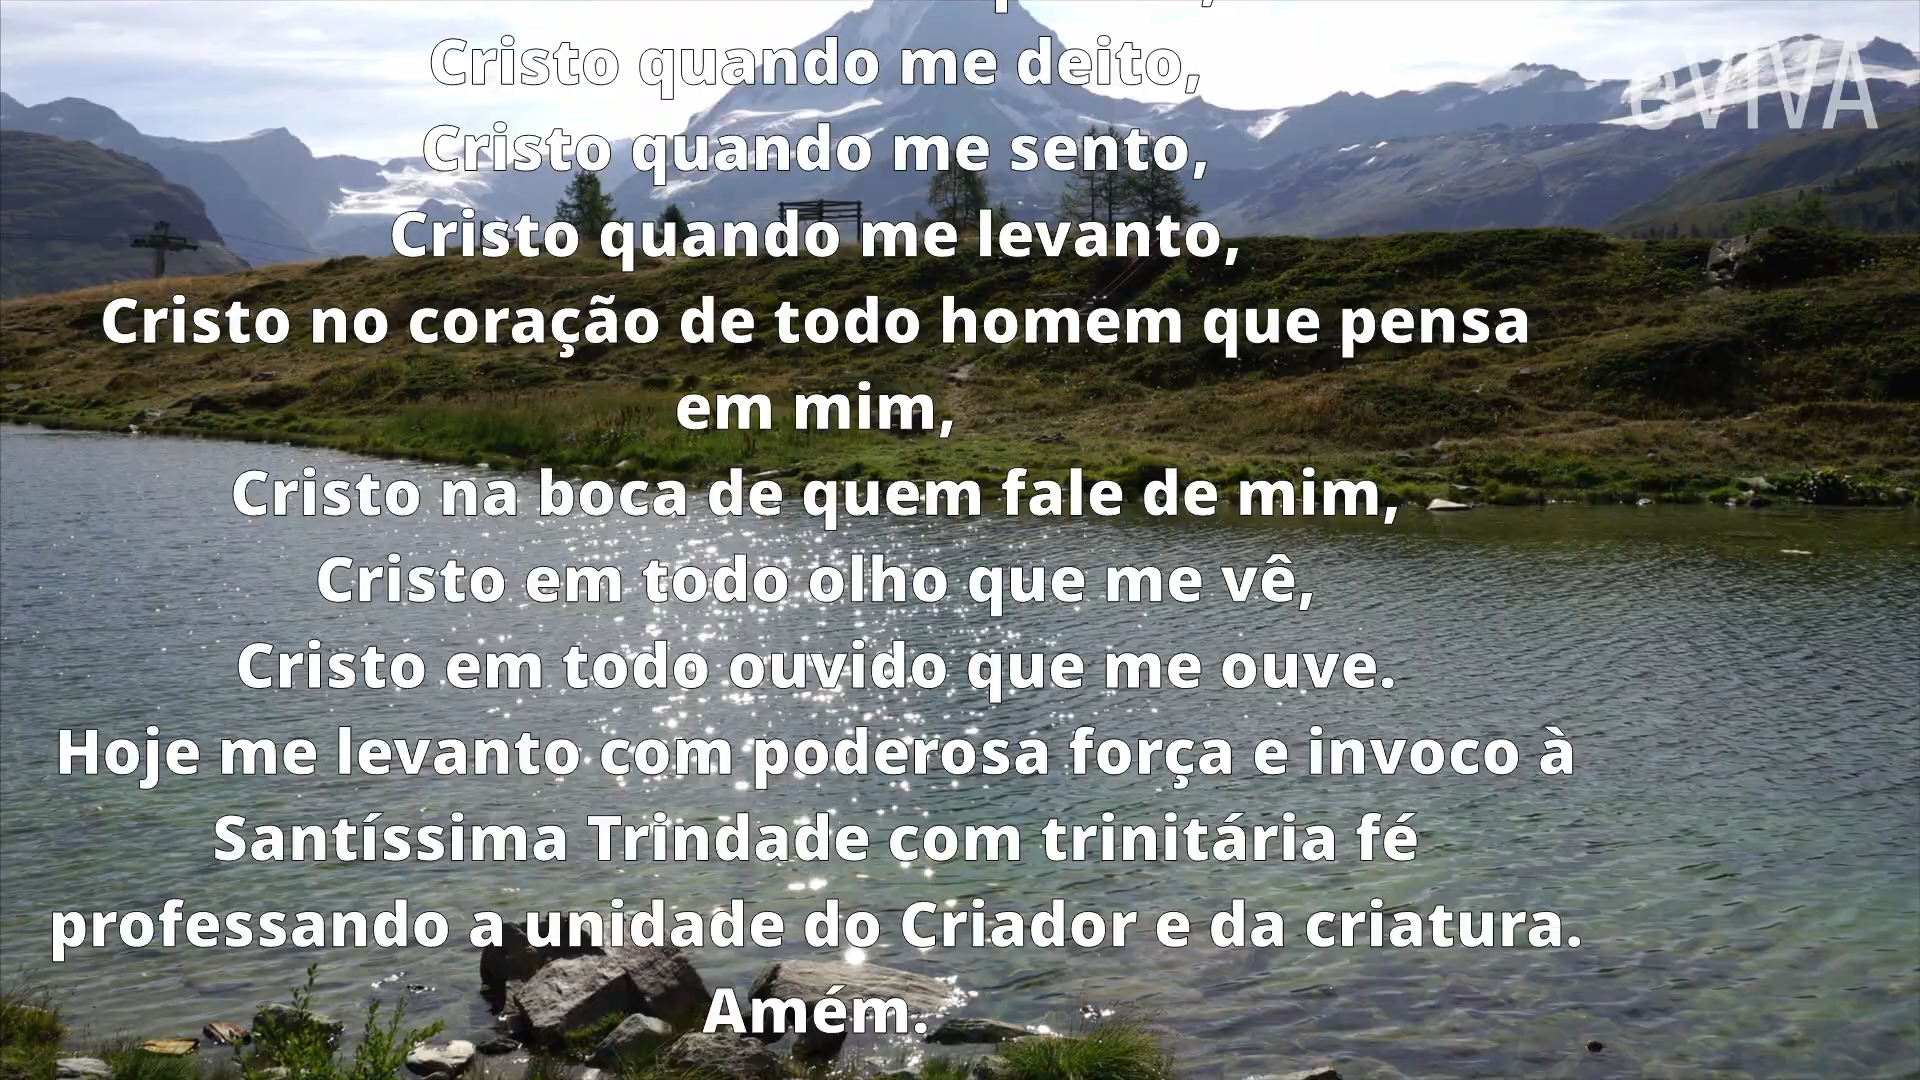 Cristo quando me deito,
eVIVA
Cristo quando me sento,
Cristo quando me levanto,
Cristo no coração de todo homem que pensa
em mim,
Cristo na boca de quem fale de mim,
Cristo em todo olho que me vê,
Cristo em todo ouvido que me ouve.
Hoje me levanto com poderosa força e invoco à
Santíssima Trindade com trinitária fé
professando a unidade do Criador e da criatura.
Amém.